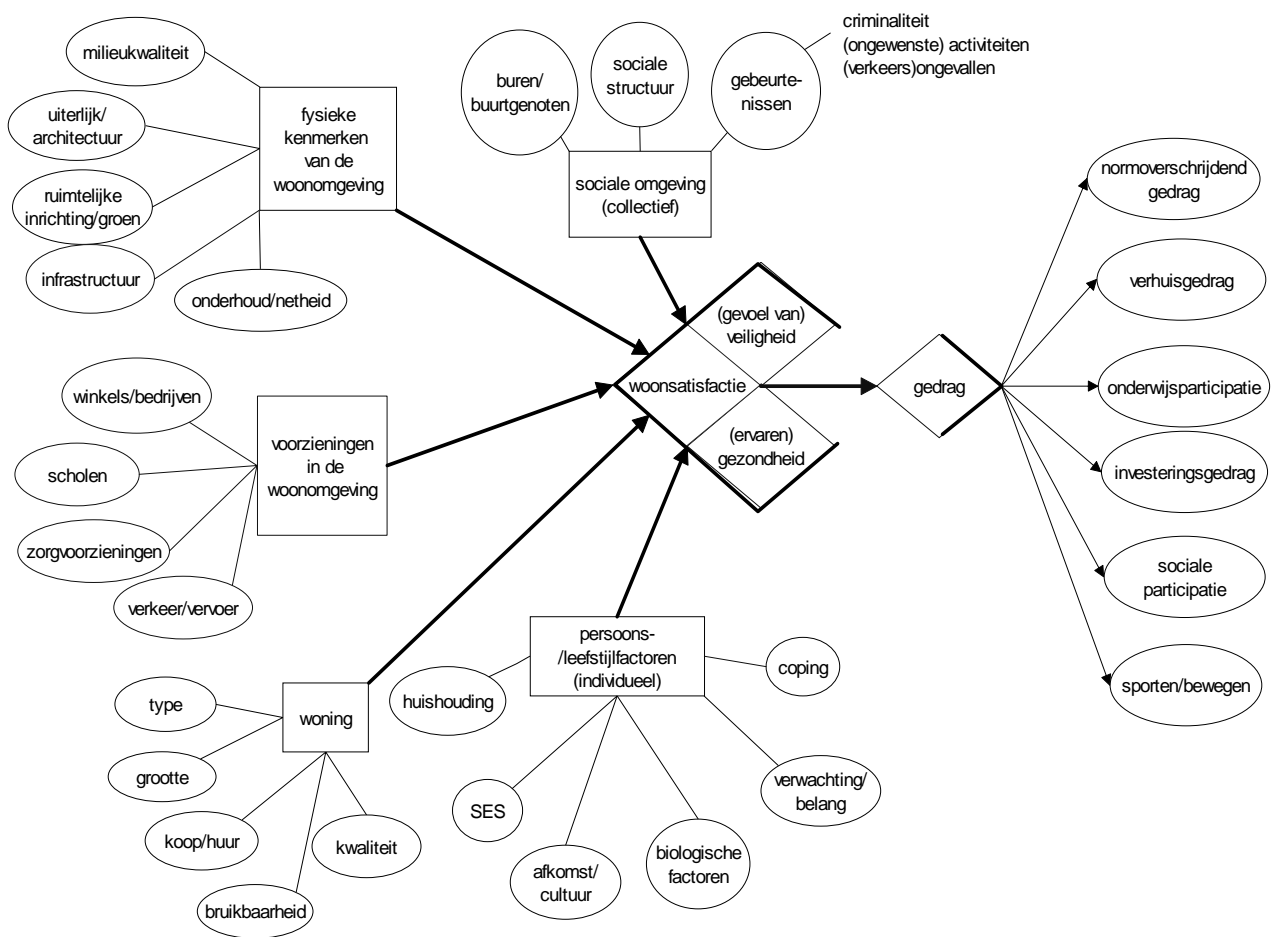 milieukwaliteit
uiterlijk/
architectuur
ruimtelijke
inrichting/groen
infrastructuur
onderhoud/netheid
fysieke
kenmerken
van de
woonomgeving
buren/
buurtgenoten
sociale
structuur
gebeurte-
nissen
criminaliteit
(ongewenste) activiteiten
(verkeers)ongevallen
sociale omgeving
(collectief)
winkels/bedrijven
scholen
zorgvoorzieningen
verkeer/vervoer
voorzieningen
in de
woonomgeving
(gevoel van)
veiligheid
woonsatisfactie
(ervaren)
gezondheid
gedrag
normoverschrijdend
gedrag
verhuisgedrag
onderwijsparticipatie
investeringsgedrag
sociale
participatie
sporten/bewegen
type
grootte
koop/huur
bruikbaarheid
kwaliteit
woning
persoons-
/leefstijlfactoren
(individueel)
huishouding
SES
afkomst/
cultuur
biologische
factoren
verwachting/
belang
coping